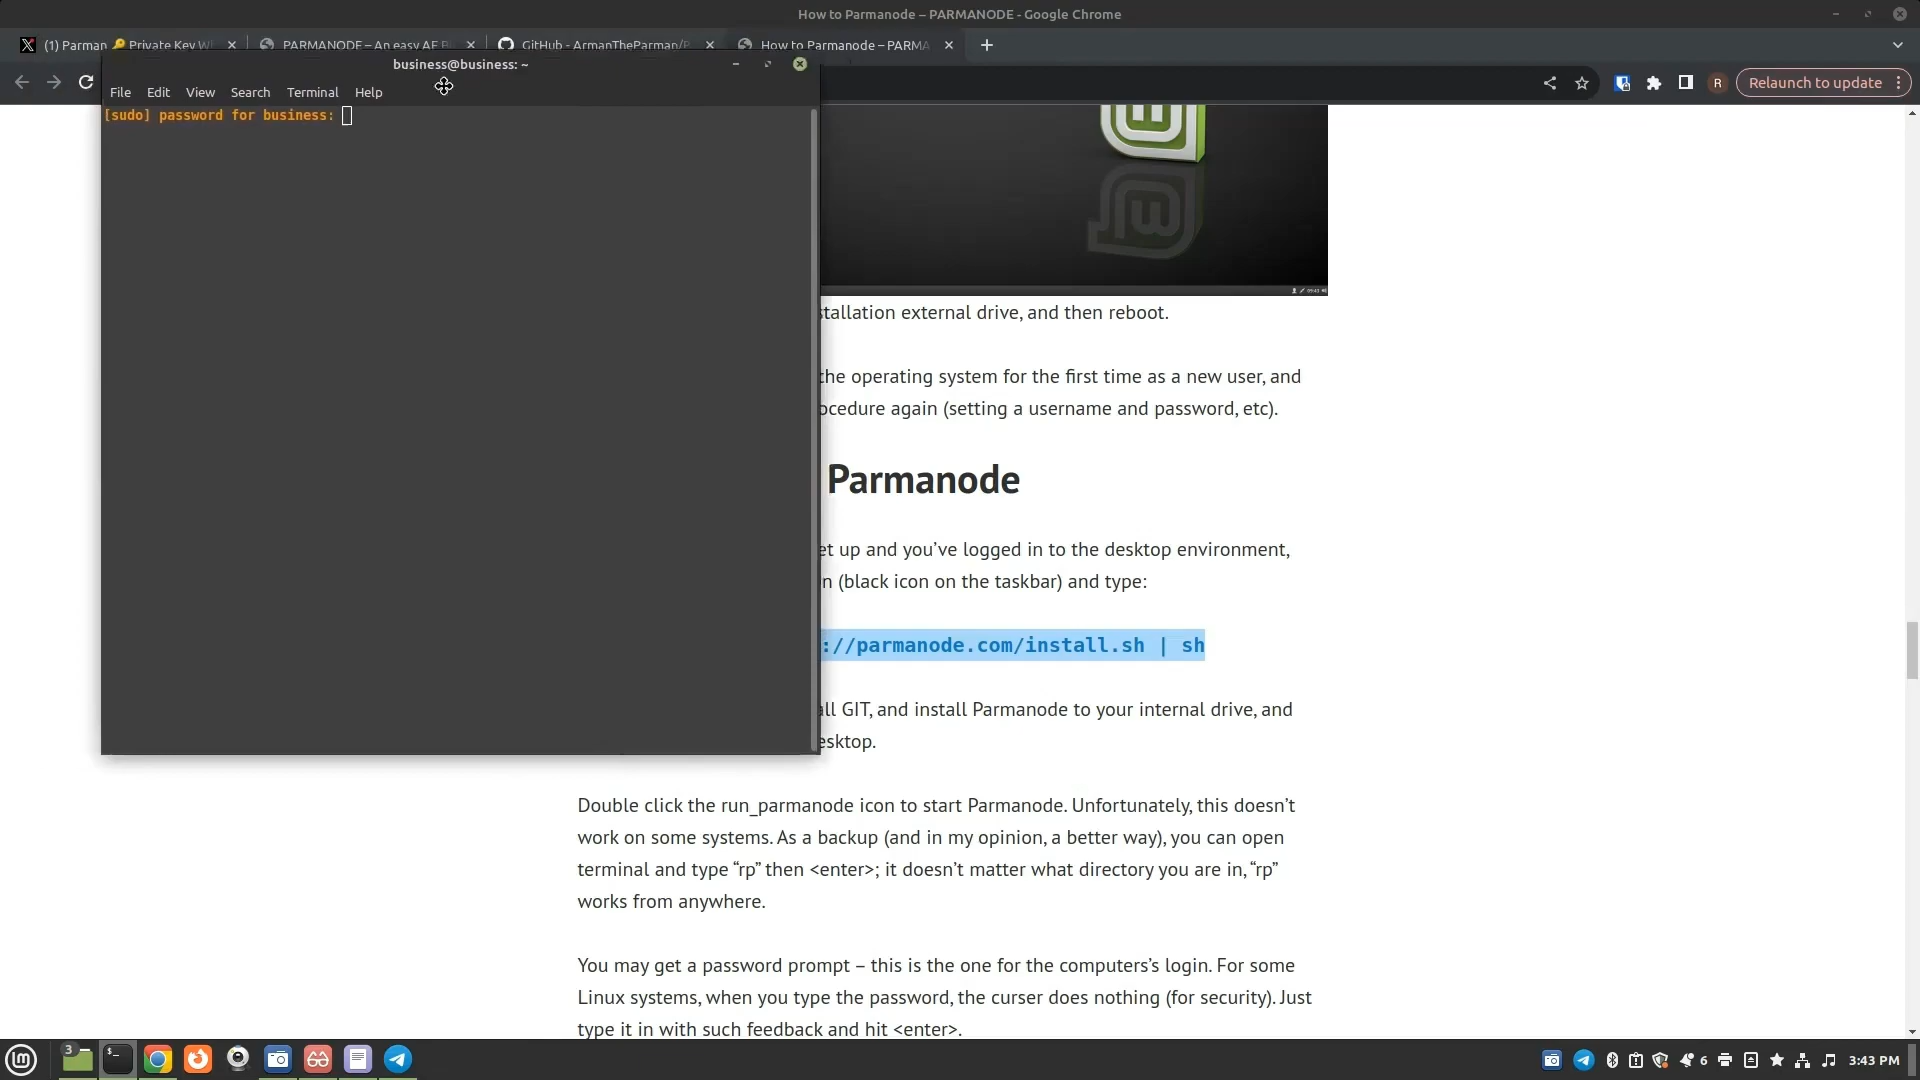 How to Parmanode – PARMANODE - Google Chrome
(1) Parman 🔑 Private Key W
PARMANODE – An easy AF B
GitHub - ArmanTheParman/P
How to Parmanode – PARMA
Relaunch to update
R
business@business: ~
File Edit View Search Terminal Help
[sudo] password for business:
stallation external drive, and then reboot.
the operating system for the first time as a new user, and
ocedure again (setting a username and password, etc).
Parmanode
et up and you’ve logged in to the desktop environment,
n (black icon on the taskbar) and type:
://parmanode.com/install.sh | sh
all GIT, and install Parmanode to your internal drive, and
esktop.
Double click the run_parmanode icon to start Parmanode. Unfortunately, this doesn’t
work on some systems. As a backup (and in my opinion, a better way), you can open
terminal and type “rp” then <enter>; it doesn’t matter what directory you are in, “rp”
works from anywhere.
You may get a password prompt – this is the one for the computers’s login. For some
Linux systems, when you type the password, the curser does nothing (for security). Just
type it in with such feedback and hit <enter>.
3
6
3:43 PM